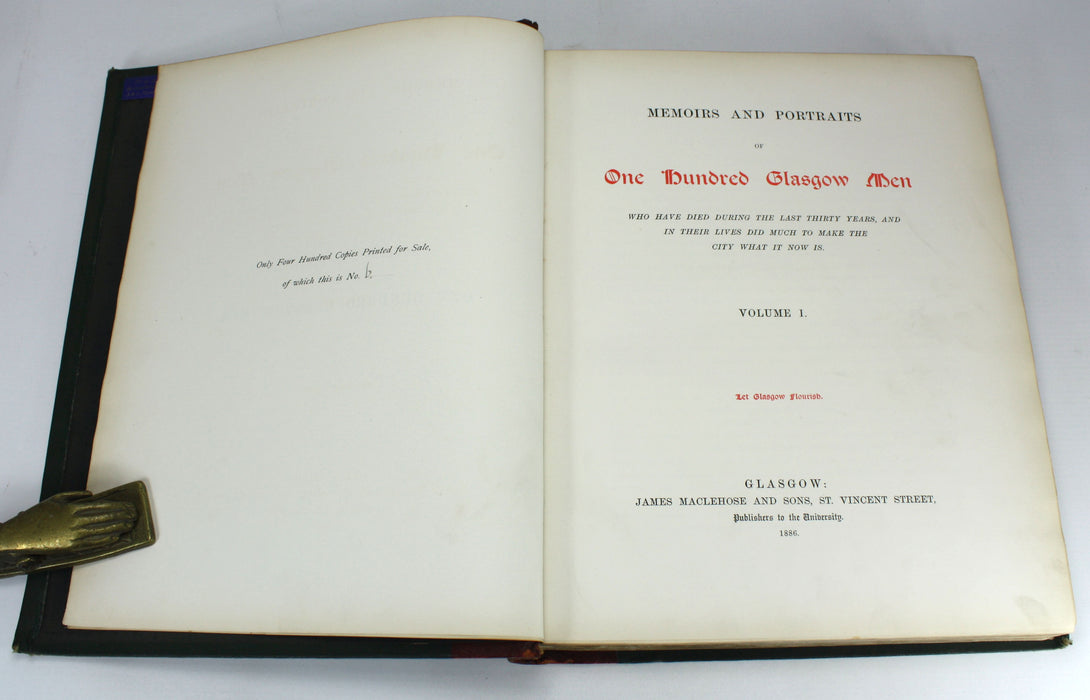 Only Four Hundred Copies Printed for Sale,
of which this is No. 6.
MEMOIRS AND PORTRAITS
OF
One Hundred Glasgow Men
WHO HAVE DIED DURING THE LAST THIRTY YEARS, AND
IN THEIR LIVES DID MUCH TO MAKE THE
CITY WHAT IT NOW IS.
VOLUME I.
Let Glasgow Flourish.
GLASGOW:
JAMES MACLEHOSE AND SONS, ST. VINCENT STREET,
Publishers to the University.
1886.